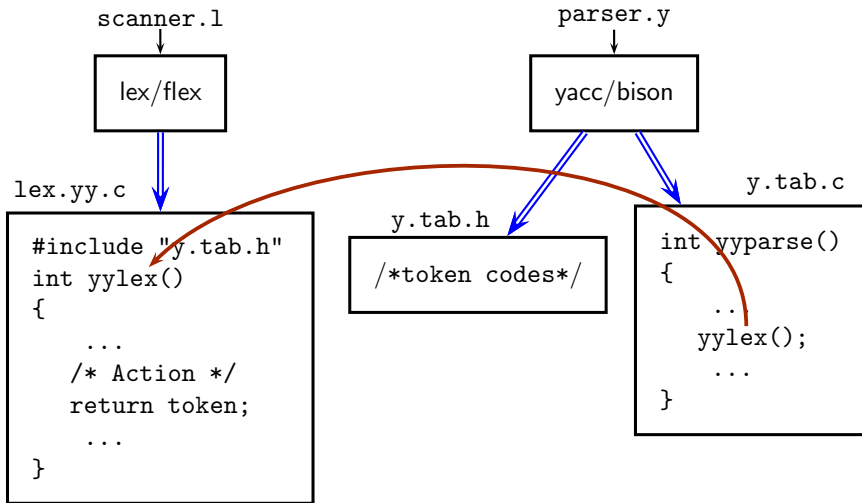 scanner.l
parser.y
lex/flex
yacc/bison
lex.yy.c
#include "y.tab.h"
int yylex()
{
...
/* Action */
return token;
...
}
y.tab.h
/*token codes*/
y.tab.c
int yyparse()
{
...
yylex();
...
}